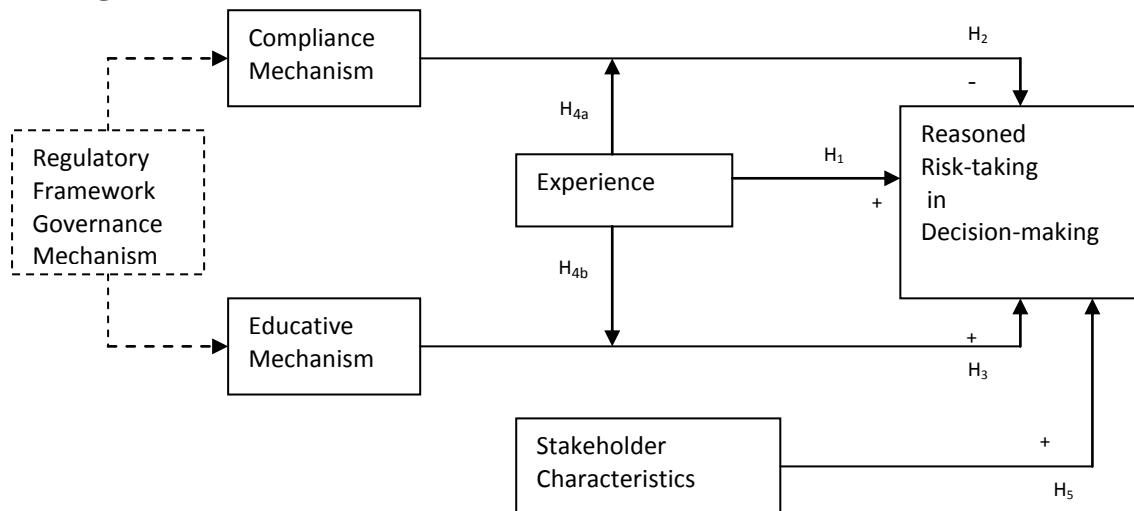 Compliance
Mechanism
H2
-
H4a
Regulatory
Framework
Governance
Mechanism
Experience
H1
+
Reasoned
Risk-taking
in
Decision-making
H4b
Educative
Mechanism
+
H3
Stakeholder
Characteristics
+
H5